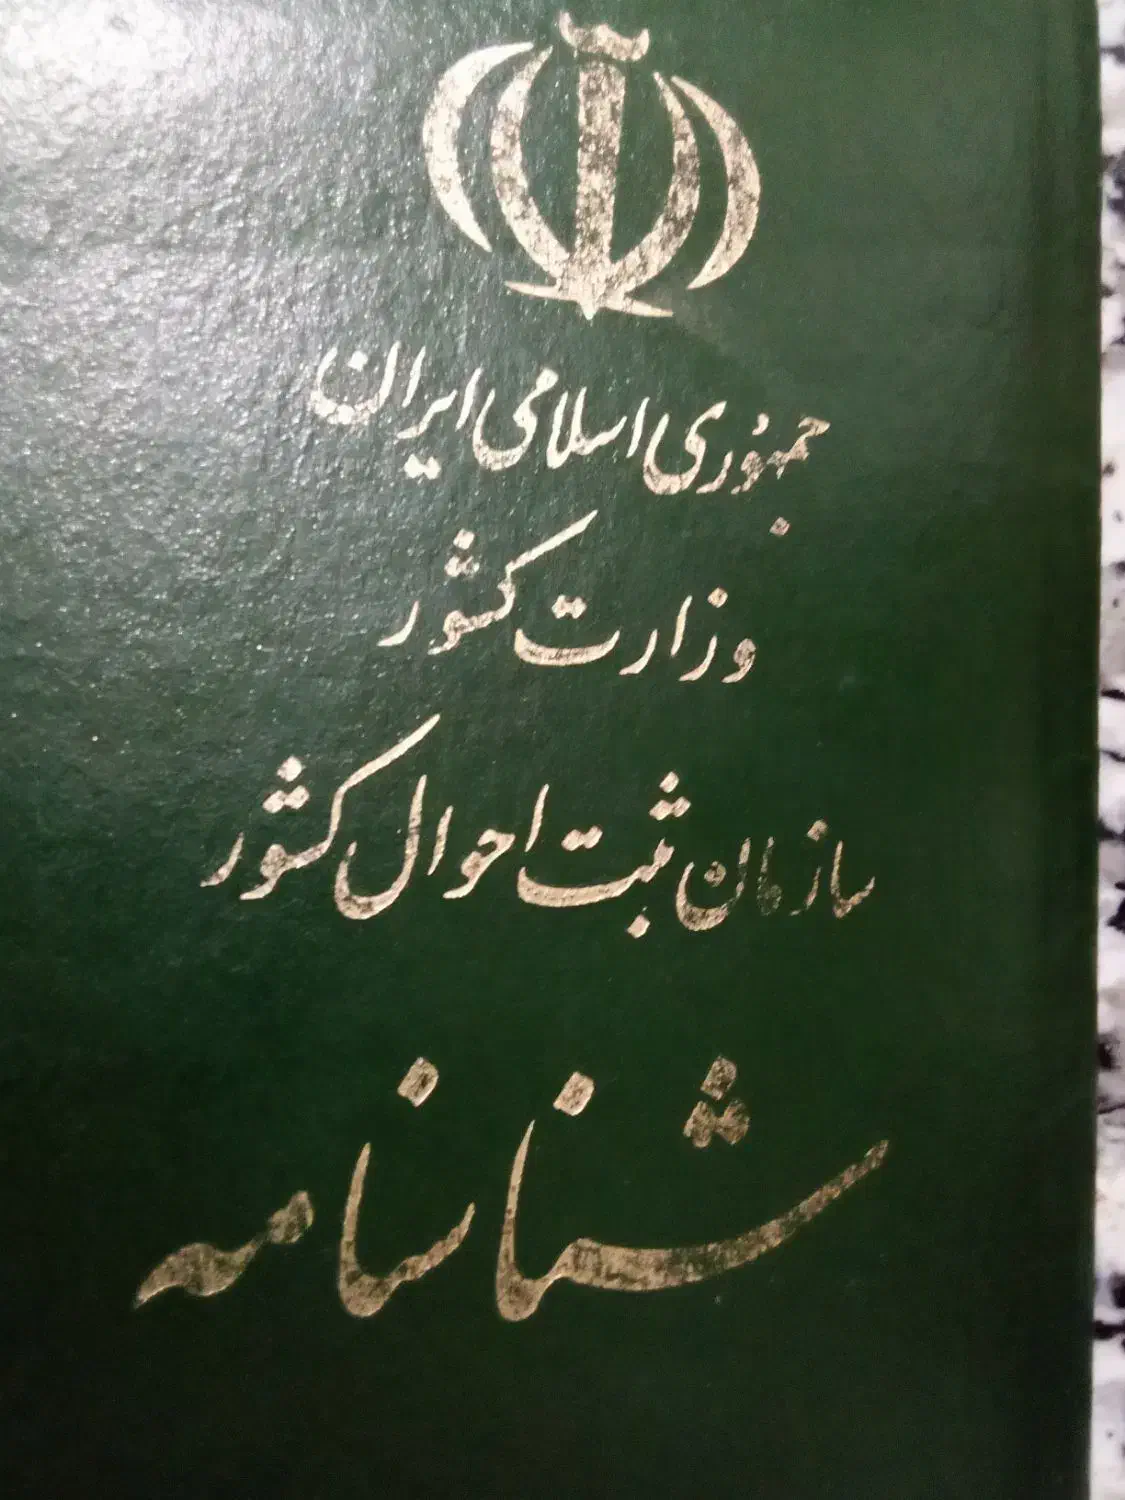 جمهوری اسلامی ایران
وزارت کشور
سازمان ثبت احوال کشور
شناسنامه